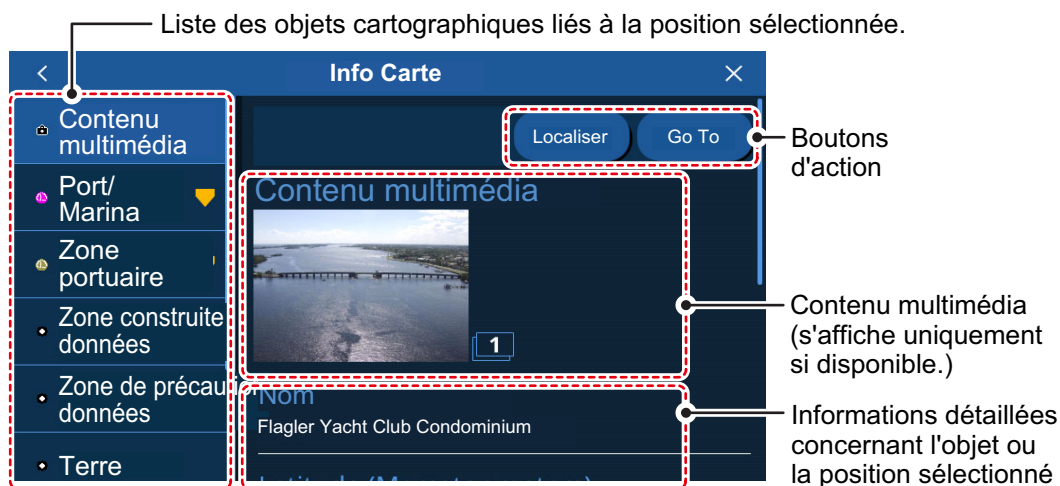 Liste des objets cartographiques liés à la position sélectionnée.
Info Carte
Contenu
multimédia
Port/
Marina
Zone
portuaire
Zone construite
données
Zone de précaution
données
Terre
Localiser
Go To
Contenu multimédia
1
Nom
Flagler Yacht Club Condominium
Boutons
d'action
Contenu multimédia
(s'affiche uniquement
si disponible.)
Informations détaillées
concernant l'objet ou
la position sélectionné